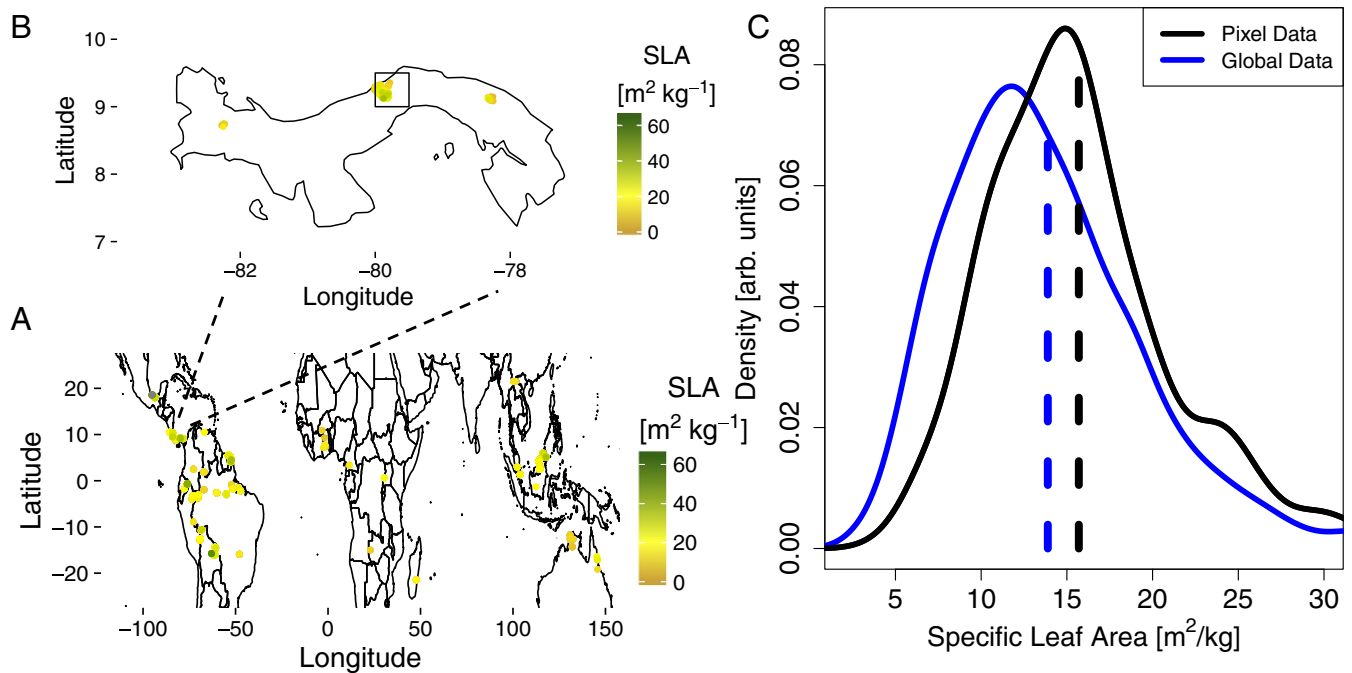 B
10
9
8
7
Latitude
−82
−80
−78
Longitude
SLA
[m² kg⁻¹]
60
40
20
0
A
20
10
0
−10
−20
Latitude
−100
−50
0
50
100
150
Longitude
SLA
[m² kg⁻¹]
60
40
20
0
C
Pixel Data
Global Data
0.00
0.02
0.04
0.06
0.08
Density [arb. units]
5
10
15
20
25
30
Specific Leaf Area [m²/kg]